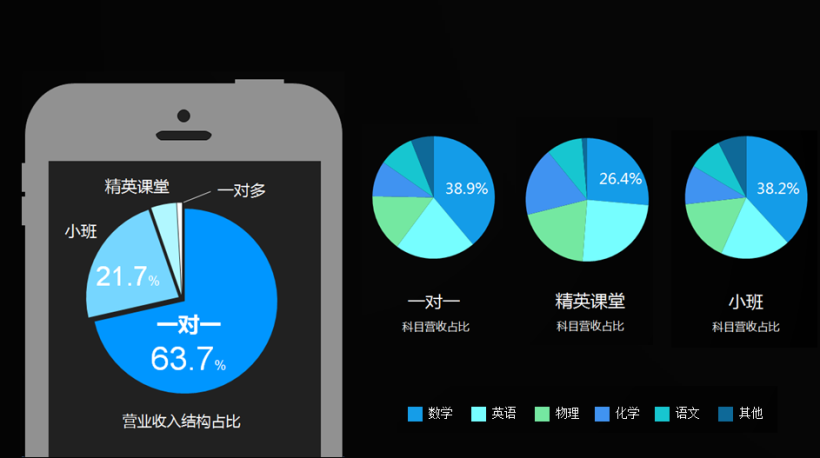 精英课堂
一对多
小班
21.7%
一对一
63.7%
营业收入结构占比
38.9%
26.4%
38.2%
一对一
精英课堂
小班
科目营收占比
科目营收占比
科目营收占比
数学 英语 物理 化学 语文 其他